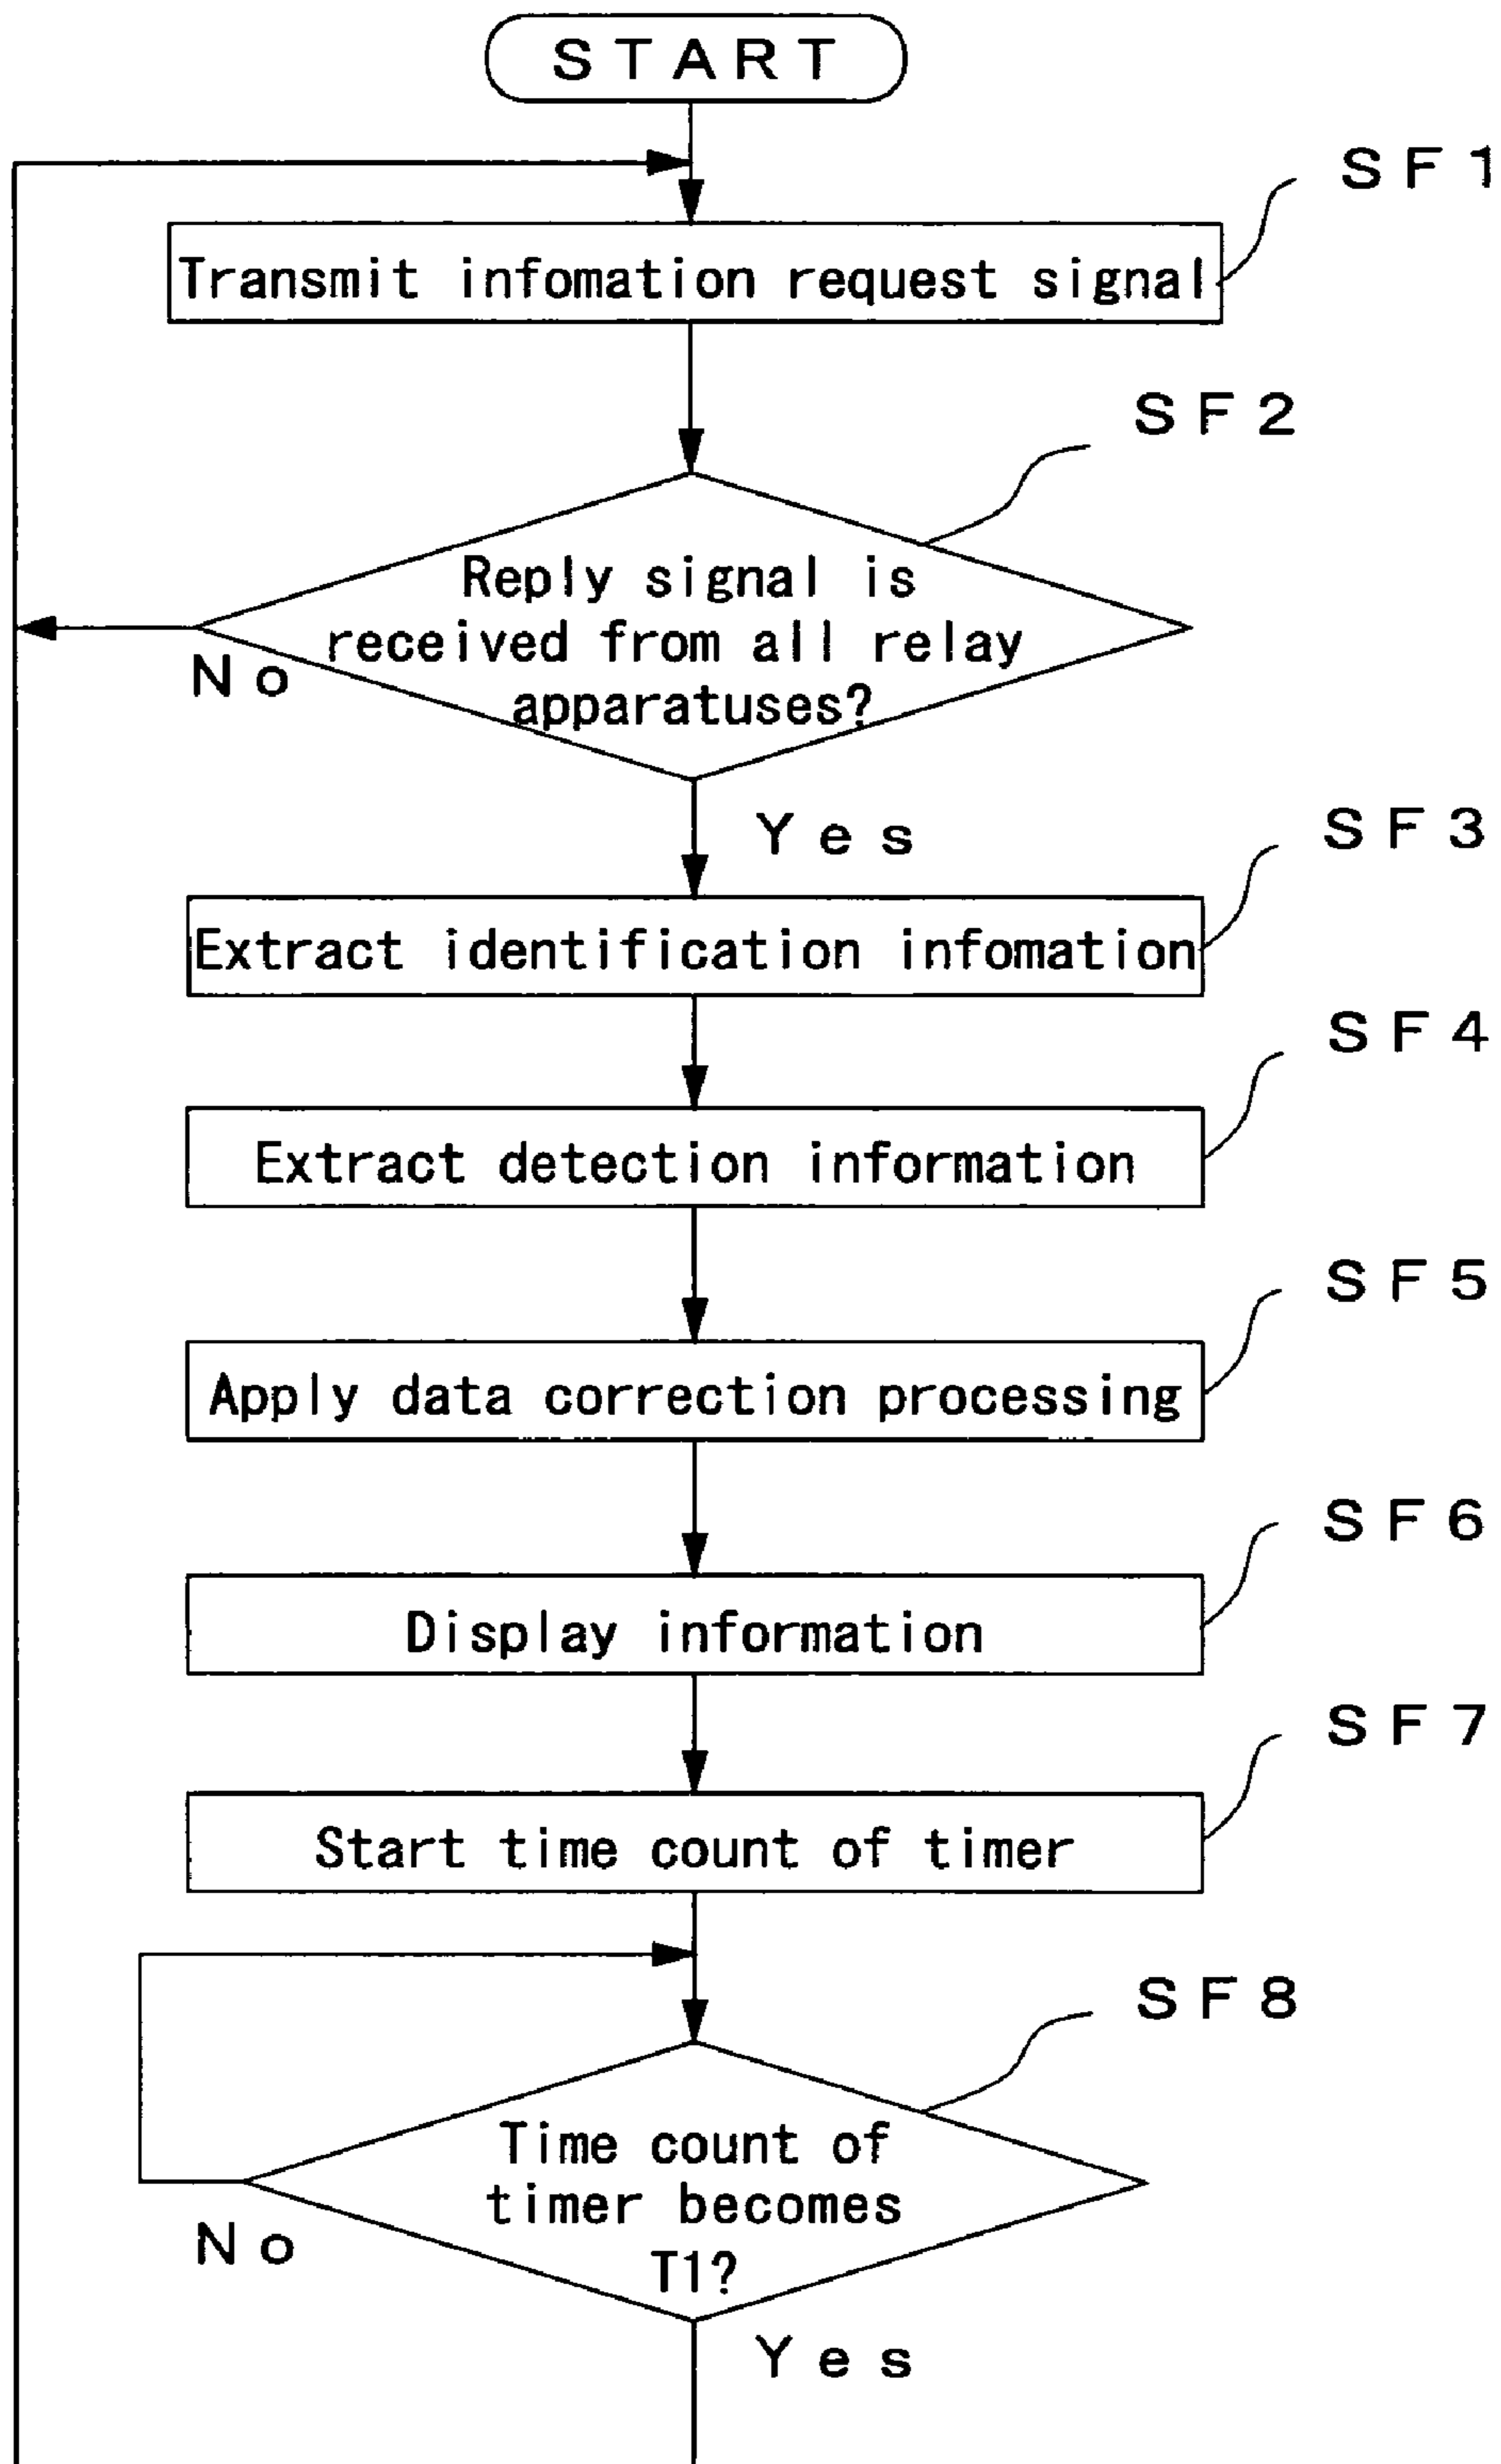 START
SF1
Transmit infomation request signal
SF2
Reply signal is
received from all relay
apparatuses?
No
Yes
SF3
Extract identification infomation
SF4
Extract detection information
SF5
Apply data correction processing
SF6
Display information
SF7
Start time count of timer
SF8
Time count of
timer becomes
T1?
No
Yes